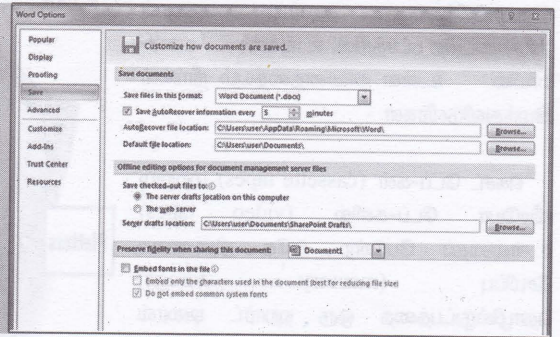 Word Options
Popular
Display
Proofing
Save
Advanced
Customize
Add-Ins
Trust Center
Resources
Customize how documents are saved.
Save documents
Save files in this format: Word Document (*.docx)
Save AutoRecover information every 5 minutes
AutoRecover file location: C:\Users\user\AppData\Roaming\Microsoft\Word\ Browse...
Default file location: C:\Users\user\Documents\ Browse...
Offline editing options for document management server files
Save checked-out files to:
The server drafts location on this computer
The web server
Server drafts location: C:\Users\user\Documents\SharePoint Drafts\ Browse...
Preserve fidelity when sharing this document: Document1
Embed fonts in the file
Embed only the characters used in the document (best for reducing file size)
Do not embed common system fonts